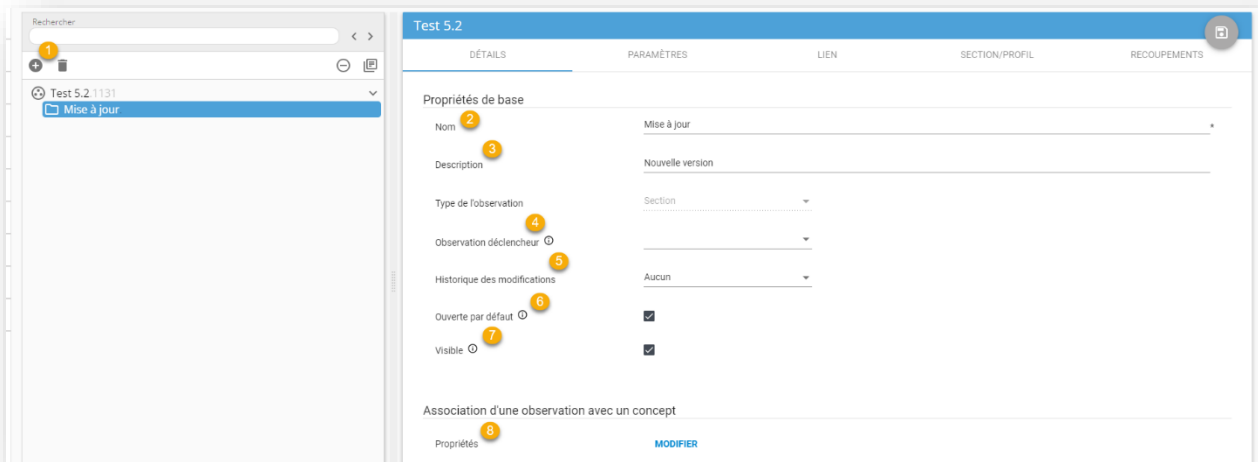 Rechercher
1
Test 5.2 1131
Mise à jour
Test 5.2
DÉTAILS PARAMÈTRES LIEN SECTION/PROFIL RECOUPEMENTS
Propriétés de base
Nom 2 Mise à jour *
3
Description Nouvelle version
Type de l'observation Section
4
Observation déclencheur
5
Historique des modifications Aucun
6
Ouverte par défaut
7
Visible
Association d'une observation avec un concept
8
Propriétés MODIFIER